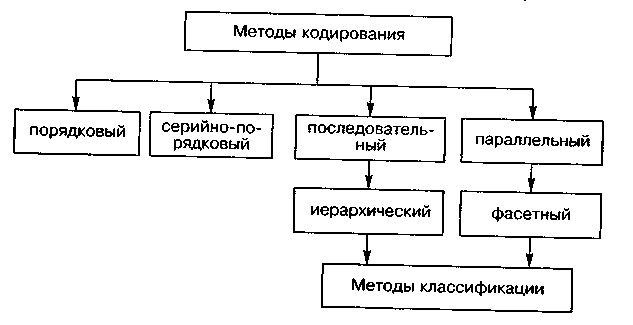 Методы кодирования
порядковый
серийно-по-
рядковый
последователь-
ный
параллельный
иерархический
фасетный
Методы классификации